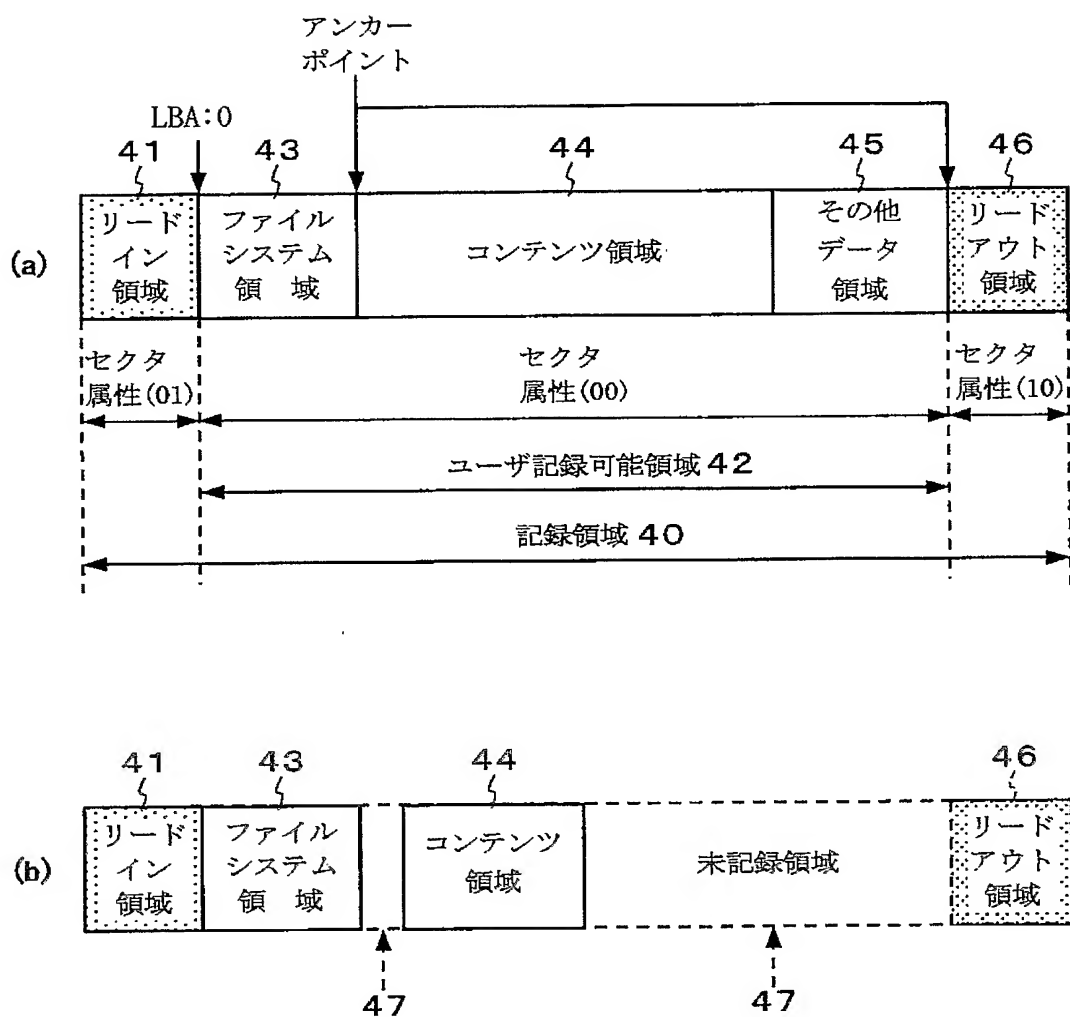 アンカー
ポイント
LBA:0
41
43
44
45
46
(a)
リード
イン
領域
ファイル
システム
領　域
コンテンツ領域
その他
データ
領域
リード
アウト
領域
セクタ
属性(01)
セクタ
属性(00)
セクタ
属性(10)
ユーザ記録可能領域 42
記録領域 40
41
43
44
46
(b)
リード
イン
領域
ファイル
システム
領　域
コンテンツ
領域
未記録領域
リード
アウト
領域
47
47